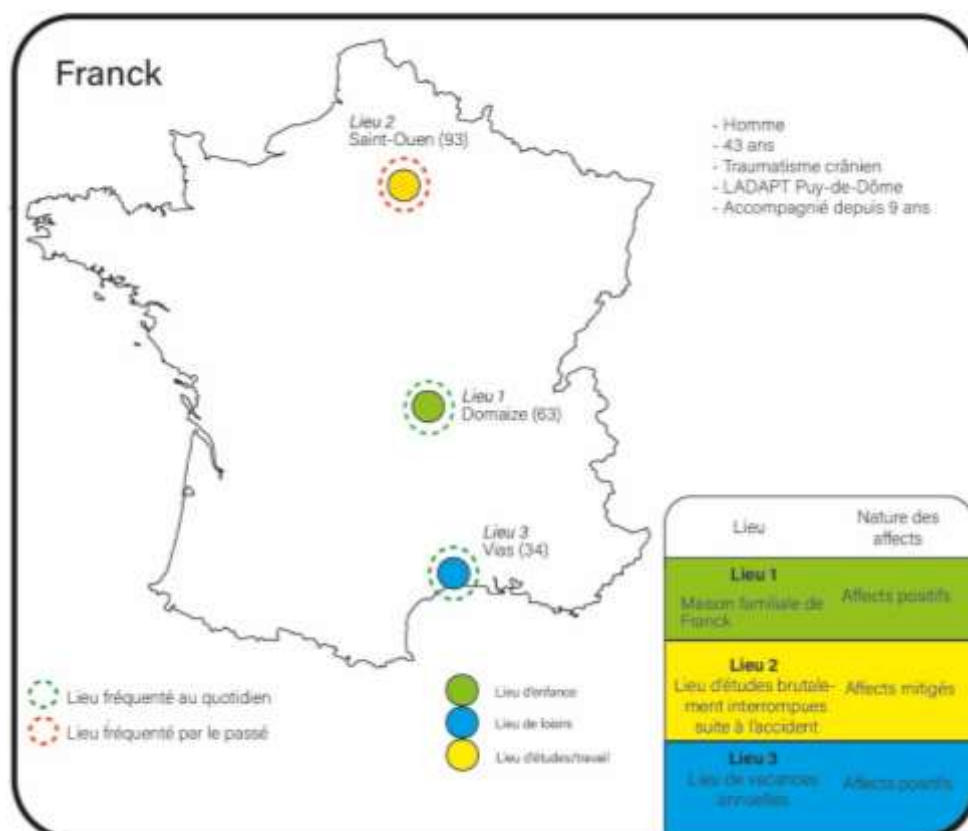 Franck
Lieu 2
Saint-Ouen (93)
- Homme
- 43 ans
- Traumatisme crânien
- LADAPT Puy-de-Dôme
- Accompagnié depuis 9 ans
Lieu 1
Domaize (63)
Lieu 3
Vias (34)
Lieu fréquenté au quotidien
Lieu fréquenté par le passé
Lieu d'enfance
Lieu de loisirs
Lieu d'études/travail
Lieu
Nature des
affects
Lieu 1
Maison familiale de
Franck
Affects positifs
Lieu 2
Lieu d'études brutale-
ment interrompues
suite à l'accident
Affects mitigés
Lieu 3
Lieu de vacances
annuelles
Affects positifs